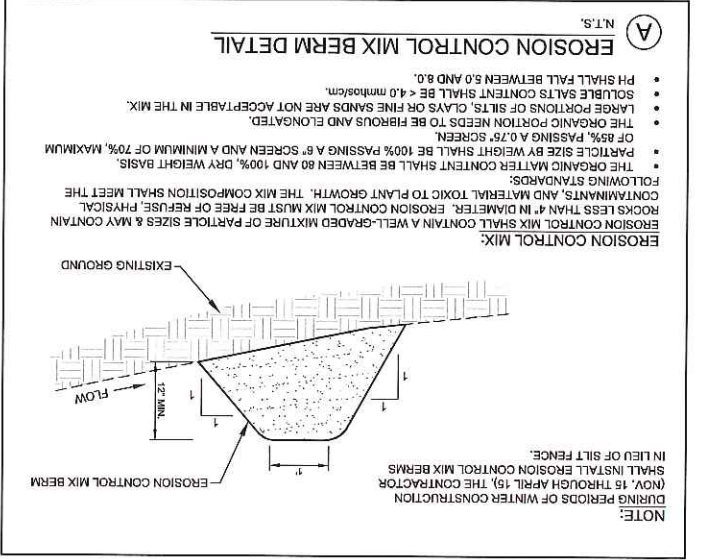 NOTE:
DURING PERIODS OF WINTER CONSTRUCTION
(NOV. 15 THROUGH APRIL 15), THE CONTRACTOR
SHALL INSTALL EROSION CONTROL MIX BERMS
IN LIEU OF SILT FENCE.
1'
EROSION CONTROL MIX BERM
1
1
1
1
12" MIN.
FLOW
EXISTING GROUND
EROSION CONTROL MIX:
EROSION CONTROL MIX SHALL CONTAIN A WELL-GRADED MIXTURE OF PARTICLE SIZES & MAY CONTAIN
ROCKS LESS THAN 4" IN DIAMETER. EROSION CONTROL MIX MUST BE FREE OF REFUSE, PHYSICAL
CONTAMINANTS, AND MATERIAL TOXIC TO PLANT GROWTH. THE MIX COMPOSITION SHALL MEET THE
FOLLOWING STANDARDS:
• THE ORGANIC MATTER CONTENT SHALL BE BETWEEN 80 AND 100%, DRY WEIGHT BASIS.
• PARTICLE SIZE BY WEIGHT SHALL BE 100% PASSING A 6" SCREEN AND A MINIMUM OF 70%, MAXIMUM
OF 85%, PASSING A 0.75" SCREEN.
• THE ORGANIC PORTION NEEDS TO BE FIBROUS AND ELONGATED.
• LARGE PORTIONS OF SILTS, CLAYS OR FINE SANDS ARE NOT ACCEPTABLE IN THE MIX.
• SOLUBLE SALTS CONTENT SHALL BE < 4.0 mmhos/cm.
• PH SHALL FALL BETWEEN 5.0 AND 8.0.
A EROSION CONTROL MIX BERM DETAIL
N.T.S.